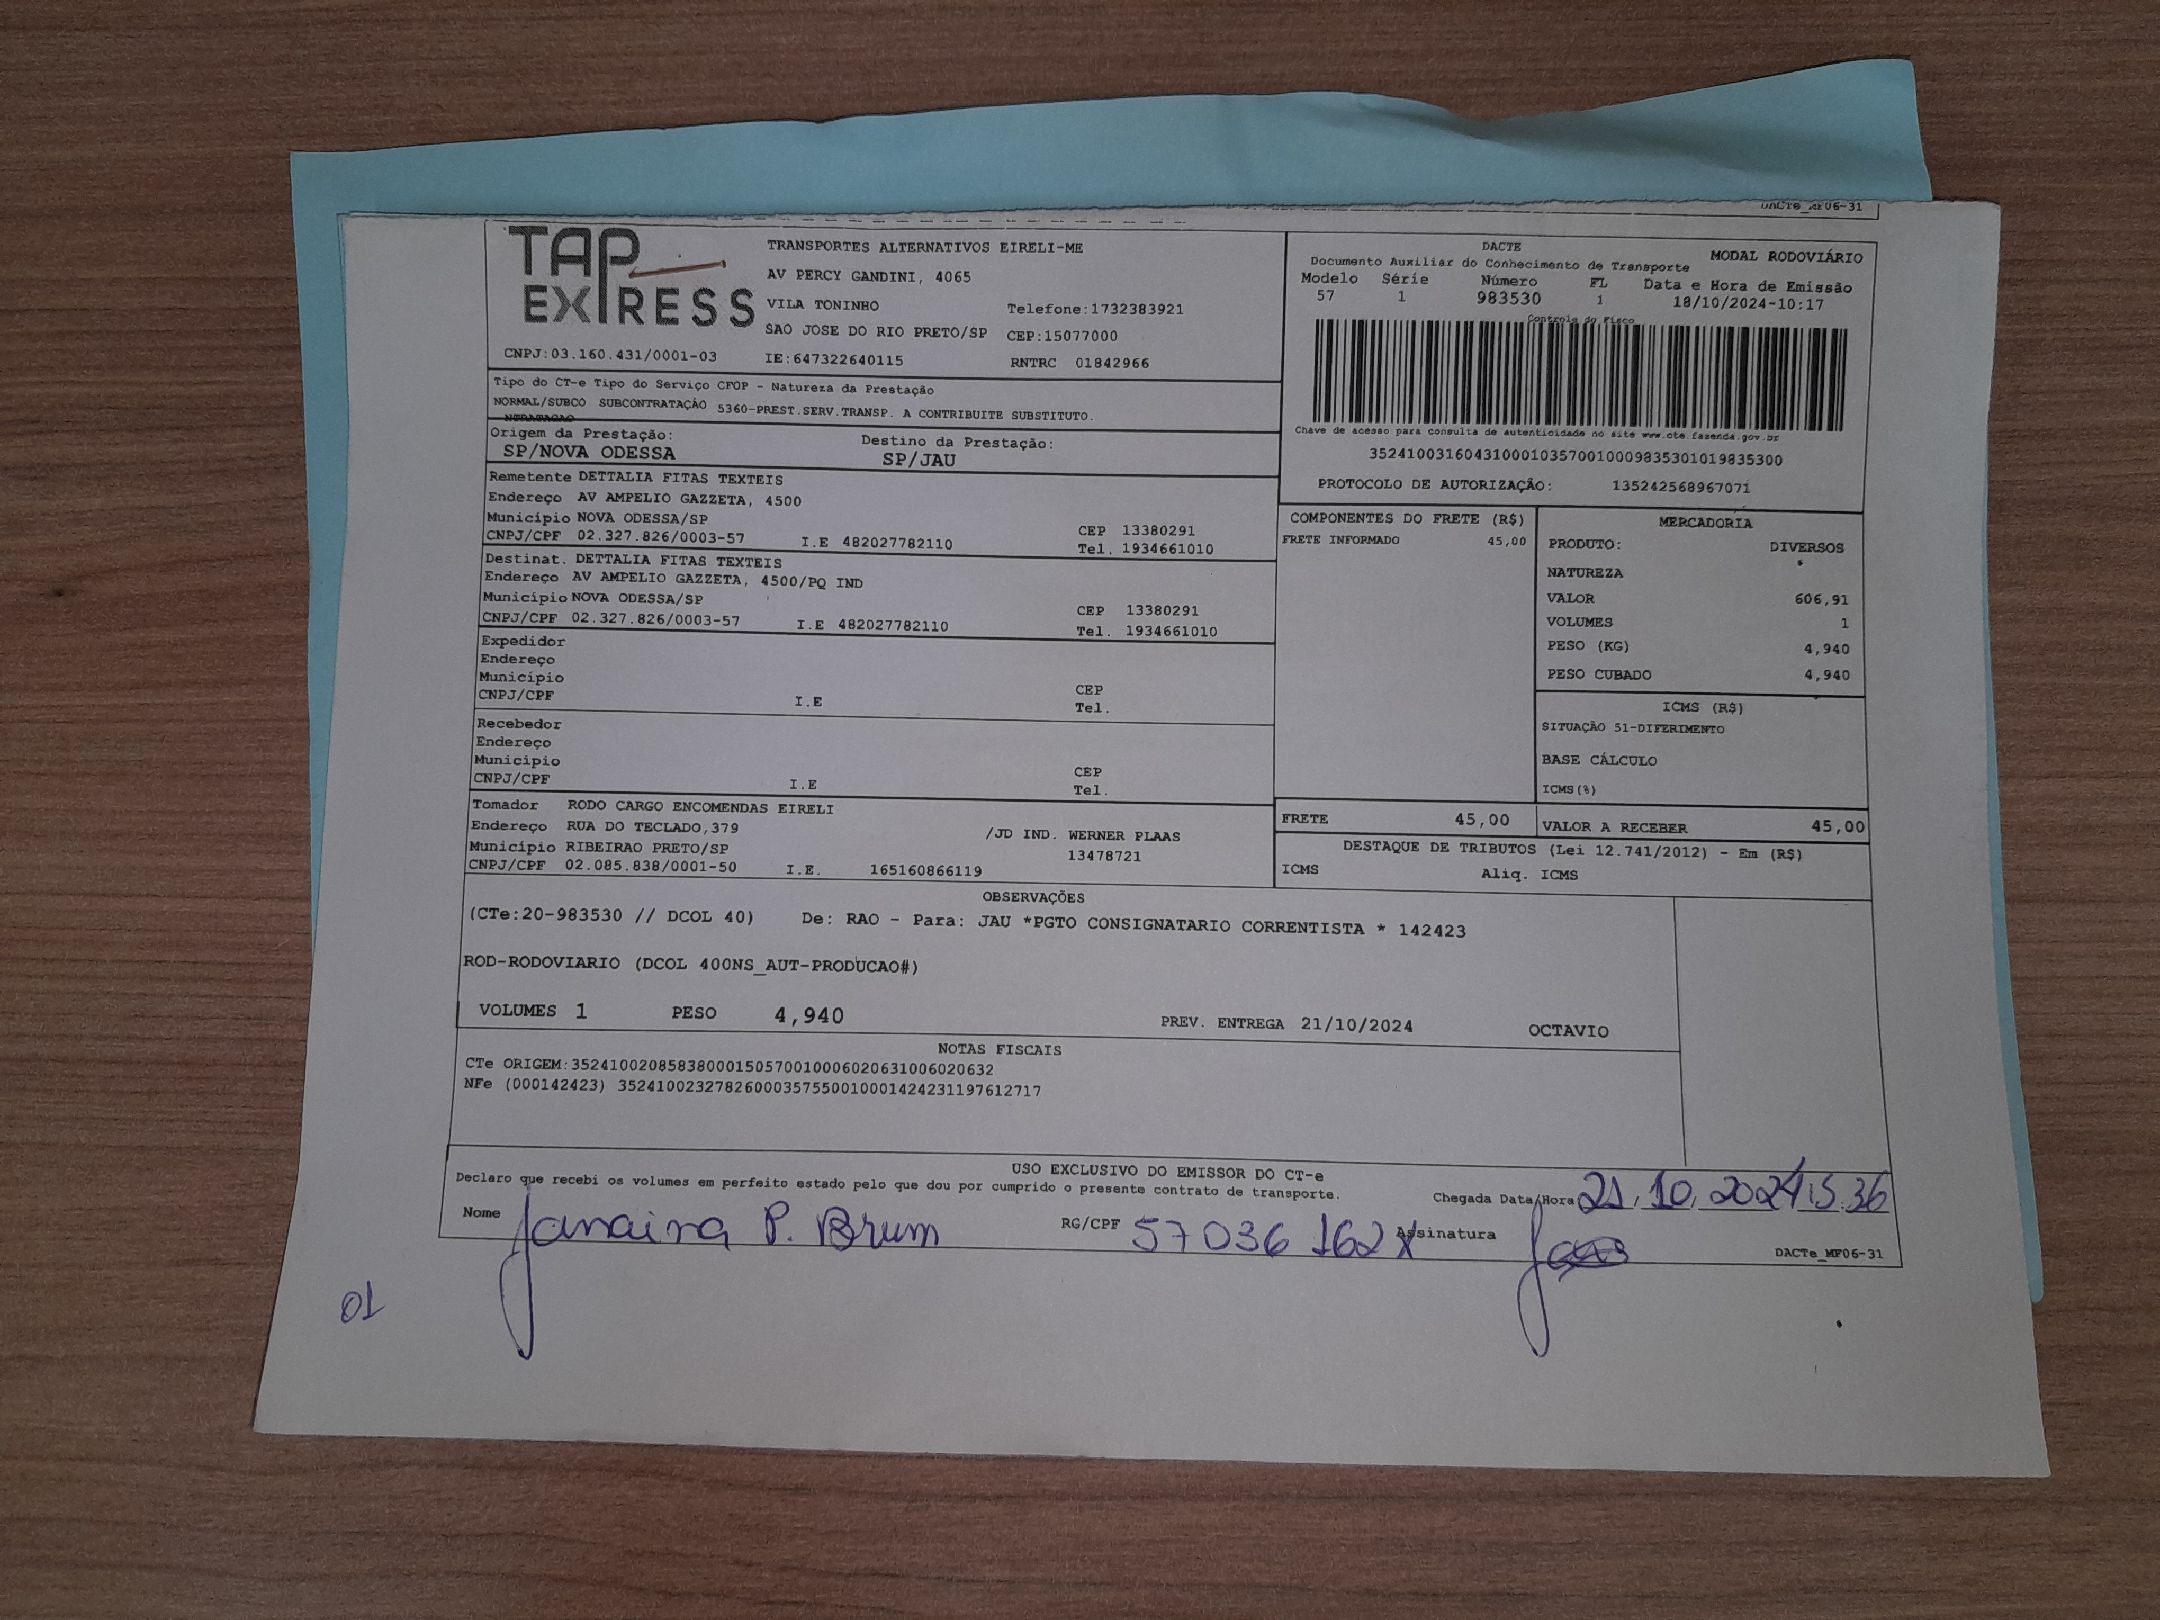 DACTe_MF06-31
TAP EXPRESS
TRANSPORTES ALTERNATIVOS EIRELI-ME
AV PERCY GANDINI, 4065
VILA TONINHO Telefone:1732383921
SAO JOSE DO RIO PRETO/SP CEP:15077000
CNPJ:03.160.431/0001-03 IE:647322640115 RNTRC 01842966
DACTE MODAL RODOVIÁRIO
Documento Auxiliar do Conhecimento de Transporte
Modelo Série Número FL Data e Hora de Emissão
57 1 983530 1 18/10/2024-10:17
Controle do Fisco
Chave de acesso para consulta de autenticidade no site www.cte.fazenda.gov.br
35241003160431000103570010009835301019835300
PROTOCOLO DE AUTORIZAÇÃO: 135242568967071
Tipo do CT-e Tipo do Serviço CFOP - Natureza da Prestação
NORMAL/SUBCO SUBCONTRATAÇÃO 5360-PREST.SERV.TRANSP. A CONTRIBUITE SUBSTITUTO.
NTRATACAO
Origem da Prestação: Destino da Prestação:
SP/NOVA ODESSA SP/JAU
Remetente DETTALIA FITAS TEXTEIS
Endereço AV AMPELIO GAZZETA, 4500
Município NOVA ODESSA/SP CEP 13380291
CNPJ/CPF 02.327.826/0003-57 I.E 482027782110 Tel. 1934661010
Destinat. DETTALIA FITAS TEXTEIS
Endereço AV AMPELIO GAZZETA, 4500/PQ IND
Município NOVA ODESSA/SP CEP 13380291
CNPJ/CPF 02.327.826/0003-57 I.E 482027782110 Tel. 1934661010
Expedidor
Endereço
Município CEP
CNPJ/CPF I.E Tel.
Recebedor
Endereço
Município CEP
CNPJ/CPF I.E Tel.
Tomador RODO CARGO ENCOMENDAS EIRELI
Endereço RUA DO TECLADO,379 /JD IND. WERNER PLAAS
Município RIBEIRAO PRETO/SP 13478721
CNPJ/CPF 02.085.838/0001-50 I.E. 165160866119
COMPONENTES DO FRETE (R$)
FRETE INFORMADO 45,00
MERCADORIA
PRODUTO: DIVERSOS
NATUREZA
VALOR 606,91
VOLUMES 1
PESO (KG) 4,940
PESO CUBADO 4,940
ICMS (R$)
SITUAÇÃO 51-DIFERIMENTO
BASE CÁLCULO
ICMS(%)
FRETE 45,00 VALOR A RECEBER 45,00
DESTAQUE DE TRIBUTOS (Lei 12.741/2012) - Em (R$)
ICMS Aliq. ICMS
OBSERVAÇÕES
(CTe:20-983530 // DCOL 40) De: RAO - Para: JAU *PGTO CONSIGNATARIO CORRENTISTA * 142423
ROD-RODOVIARIO (DCOL 400NS_AUT-PRODUCAO#)
VOLUMES 1 PESO 4,940 PREV. ENTREGA 21/10/2024 OCTAVIO
NOTAS FISCAIS
CTe ORIGEM:35241002085838000150570010006020631006020632
NFe (000142423) 35241002327826000357550010001424231197612717
USO EXCLUSIVO DO EMISSOR DO CT-e
Declaro que recebi os volumes em perfeito estado pelo que dou por cumprido o presente contrato de transporte. Chegada Data/Hora 21.10.2024 15:36
Nome Janaina P. Brum RG/CPF 57036162X Assinatura
DACTe_MF06-31
01